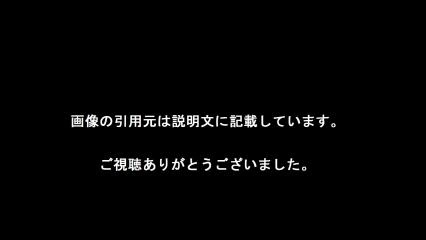 画像の引用元は説明文に記載しています。
ご視聴ありがとうございました。